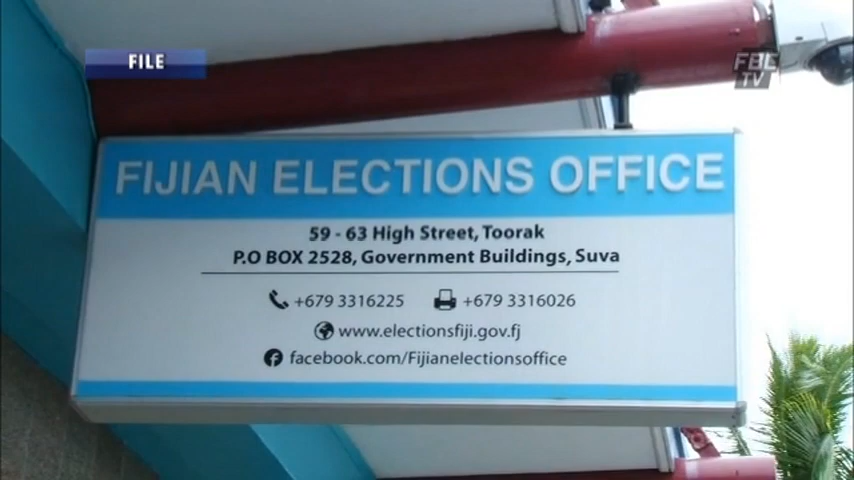 FILE
FBC
TV
FIJIAN ELECTIONS OFFICE
59 - 63 High Street, Toorak
P.O BOX 2528, Government Buildings, Suva
+679 3316225 +679 3316026
www.electionsfiji.gov.fj
facebook.com/Fijianelectionsoffice